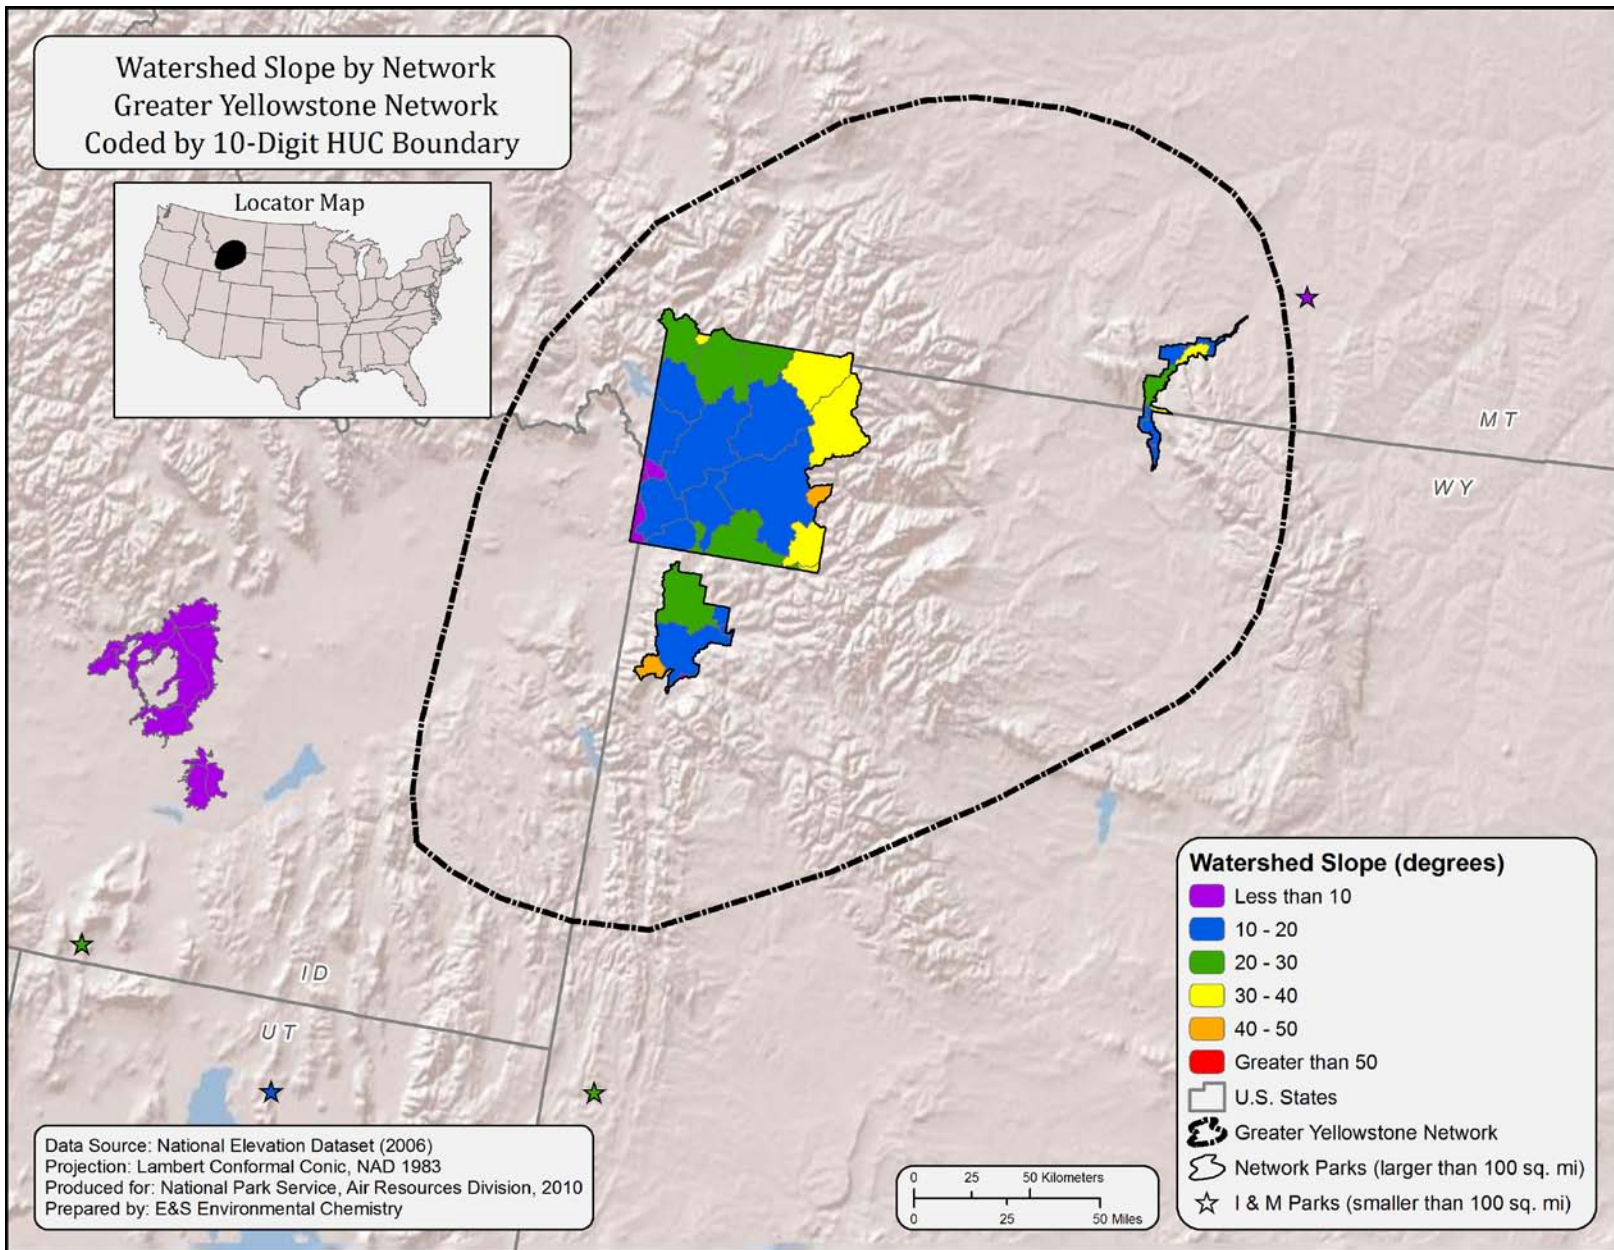 Watershed Slope by Network
Greater Yellowstone Network
Coded by 10-Digit HUC Boundary
Locator Map
MT
WY
ID
UT
Watershed Slope (degrees)
Less than 10
10 - 20
20 - 30
30 - 40
40 - 50
Greater than 50
U.S. States
Greater Yellowstone Network
Network Parks (larger than 100 sq. mi)
I & M Parks (smaller than 100 sq. mi)
Data Source: National Elevation Dataset (2006)
Projection: Lambert Conformal Conic, NAD 1983
Produced for: National Park Service, Air Resources Division, 2010
Prepared by: E&S Environmental Chemistry
0 25 50 Kilometers
0 25 50 Miles